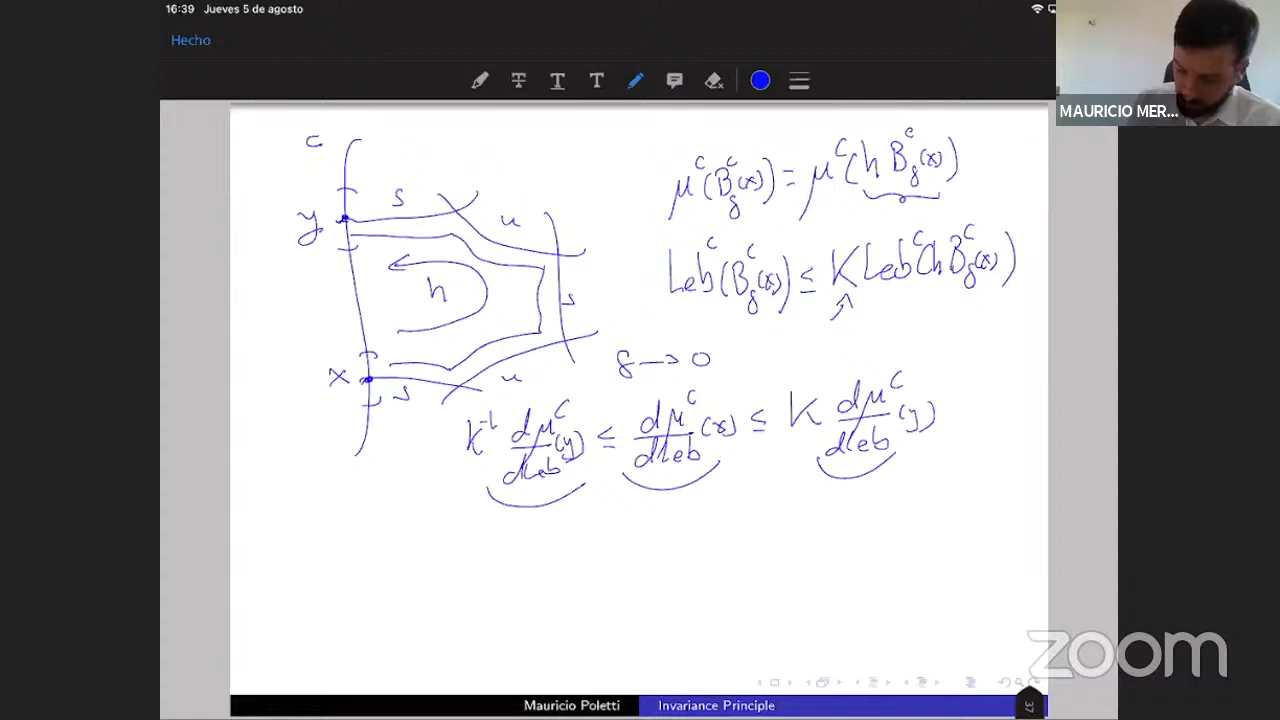 16:39 Jueves 5 de agosto
Hecho
T T T
MAURICIO MER...
c
μ^c(B^c_δ(x)) = μ^c(h B^c_δ(x))
y s u
Leb^c(B^c_δ(x)) ≤ K Leb^c(h B^c_δ(x))
h s
x s u
δ → 0
K^-1 dμ^c/dLeb (y) ≤ dμ^c/dLeb (x) ≤ K dμ^c/dLeb (y)
zoom
Mauricio Poletti Invariance Principle 37